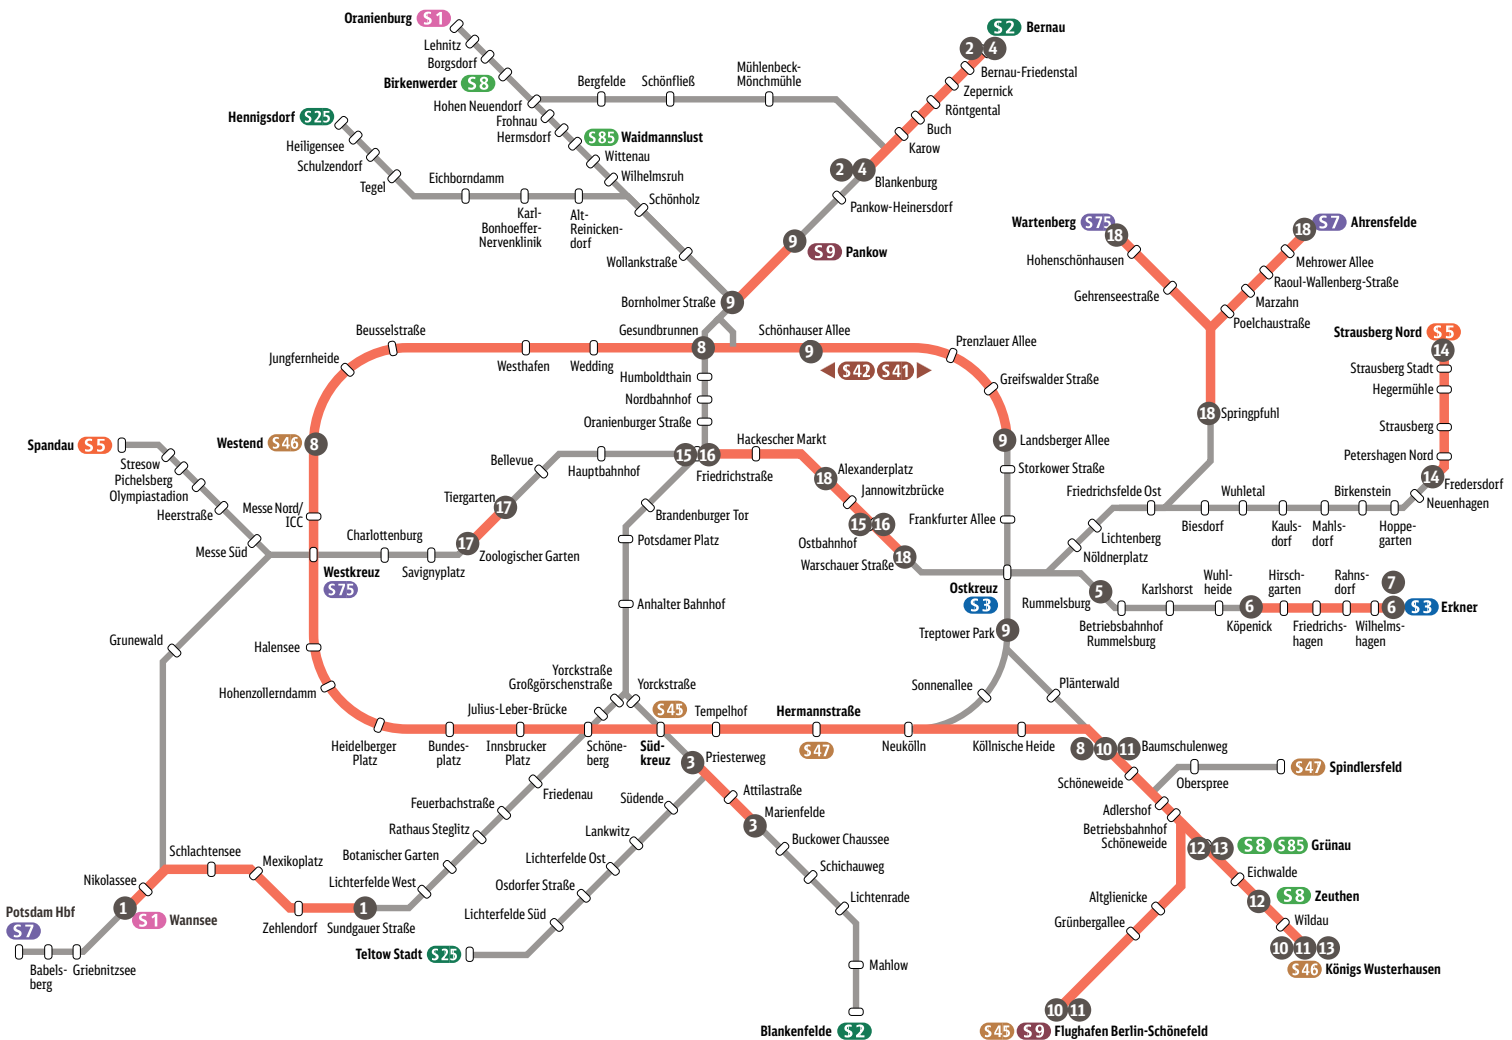 Oranienburg S1
Lehnitz
Borgsdorf
Birkenwerder S8
Hohen Neuendorf
Frohnau
Hermsdorf
S85 Waidmannslust
Wittenau
Wilhelmsruh
Schönholz
Wollankstraße
Bornholmer Straße 9
Bergfelde
Schönfließ
Mühlenbeck-
Mönchmühle
Hennigsdorf S25
Heiligensee
Schulzendorf
Tegel
Eichborndamm
Karl-
Bonhoeffer-
Nervenklinik
Alt-
Reinicken-
dorf
S2 Bernau
2 4
Bernau-Friedenstal
Zepernick
Röntgental
Buch
Karow
2 4
Blankenburg
Pankow-Heinersdorf
9
S9 Pankow
Wartenberg S75
18
Hohenschönhausen
Gehrenseestraße
18 S7 Ahrensfelde
Mehrower Allee
Raoul-Wallenberg-Straße
Marzahn
Poelchaustraße
18 Springpfuhl
Strausberg Nord S5
14
Strausberg Stadt
Hegermühle
Strausberg
Petershagen Nord
14 Fredersdorf
Neuenhagen
Hoppe-
garten
Birkenstein
Mahls-
dorf
Kauls-
dorf
Wuhletal
Biesdorf
Friedrichsfelde Ost
Lichtenberg
Nöldnerplatz
Beusselstraße
Jungfernheide
Westhafen
Wedding
Gesundbrunnen
8
Schönhauser Allee
9
S42 S41
Prenzlauer Allee
Greifswalder Straße
9 Landsberger Allee
Storkower Straße
Frankfurter Allee
Humboldthain
Nordbahnhof
Oranienburger Straße
Spandau S5
Stresow
Pichelsberg
Olympiastadion
Heerstraße
Messe Süd
Westend S46 8
Messe Nord/
ICC
Westkreuz
S75
Charlottenburg
Savignyplatz
17 Zoologischer Garten
Tiergarten
17
Bellevue
Hauptbahnhof
15 16
Friedrichstraße
Hackescher Markt
18 Alexanderplatz
Jannowitzbrücke
15 16
Ostbahnhof
Warschauer Straße 18
Brandenburger Tor
Potsdamer Platz
Anhalter Bahnhof
Ostkreuz
S3
Rummelsburg
5
Betriebsbahnhof
Rummelsburg
Karlshorst
Wuhl-
heide
6
Köpenick
Hirsch-
garten
Friedrichs-
hagen
Rahns-
dorf
Wilhelms-
hagen
7
6 S3 Erkner
Treptower Park 9
Sonnenallee
Plänterwald
Grunewald
Halensee
Hohenzollerndamm
Heidelberger
Platz
Bundes-
platz
Julius-Leber-Brücke
Innsbrucker
Platz
Yorckstraße
Großgörschenstraße
Yorckstraße
Schöne-
berg
S45
Süd-
kreuz
Tempelhof
Hermannstraße
S47
Neukölln
Köllnische Heide
8 10 11 Baumschulenweg
Schöneweide
Oberspree
S47 Spindlersfeld
Adlershof
Betriebsbahnhof
Schöneweide
12 13
S8 S85 Grünau
Eichwalde
12 S8 Zeuthen
Wildau
10 11 13
S46 Königs Wusterhausen
Altglienicke
Grünbergallee
10 11
S45 S9 Flughafen Berlin-Schönefeld
3 Priesterweg
Attilastraße
3 Marienfelde
Buckower Chaussee
Schichauweg
Lichtenrade
Mahlow
Blankenfelde S2
Südende
Lankwitz
Lichterfelde Ost
Osdorfer Straße
Lichterfelde Süd
Teltow Stadt S25
Friedenau
Feuerbachstraße
Rathaus Steglitz
Botanischer Garten
Lichterfelde West
1
Sundgauer Straße
Zehlendorf
Mexikoplatz
Schlachtensee
Nikolassee
1 S1 Wannsee
Potsdam Hbf
S7
Babels-
berg
Griebnitzsee